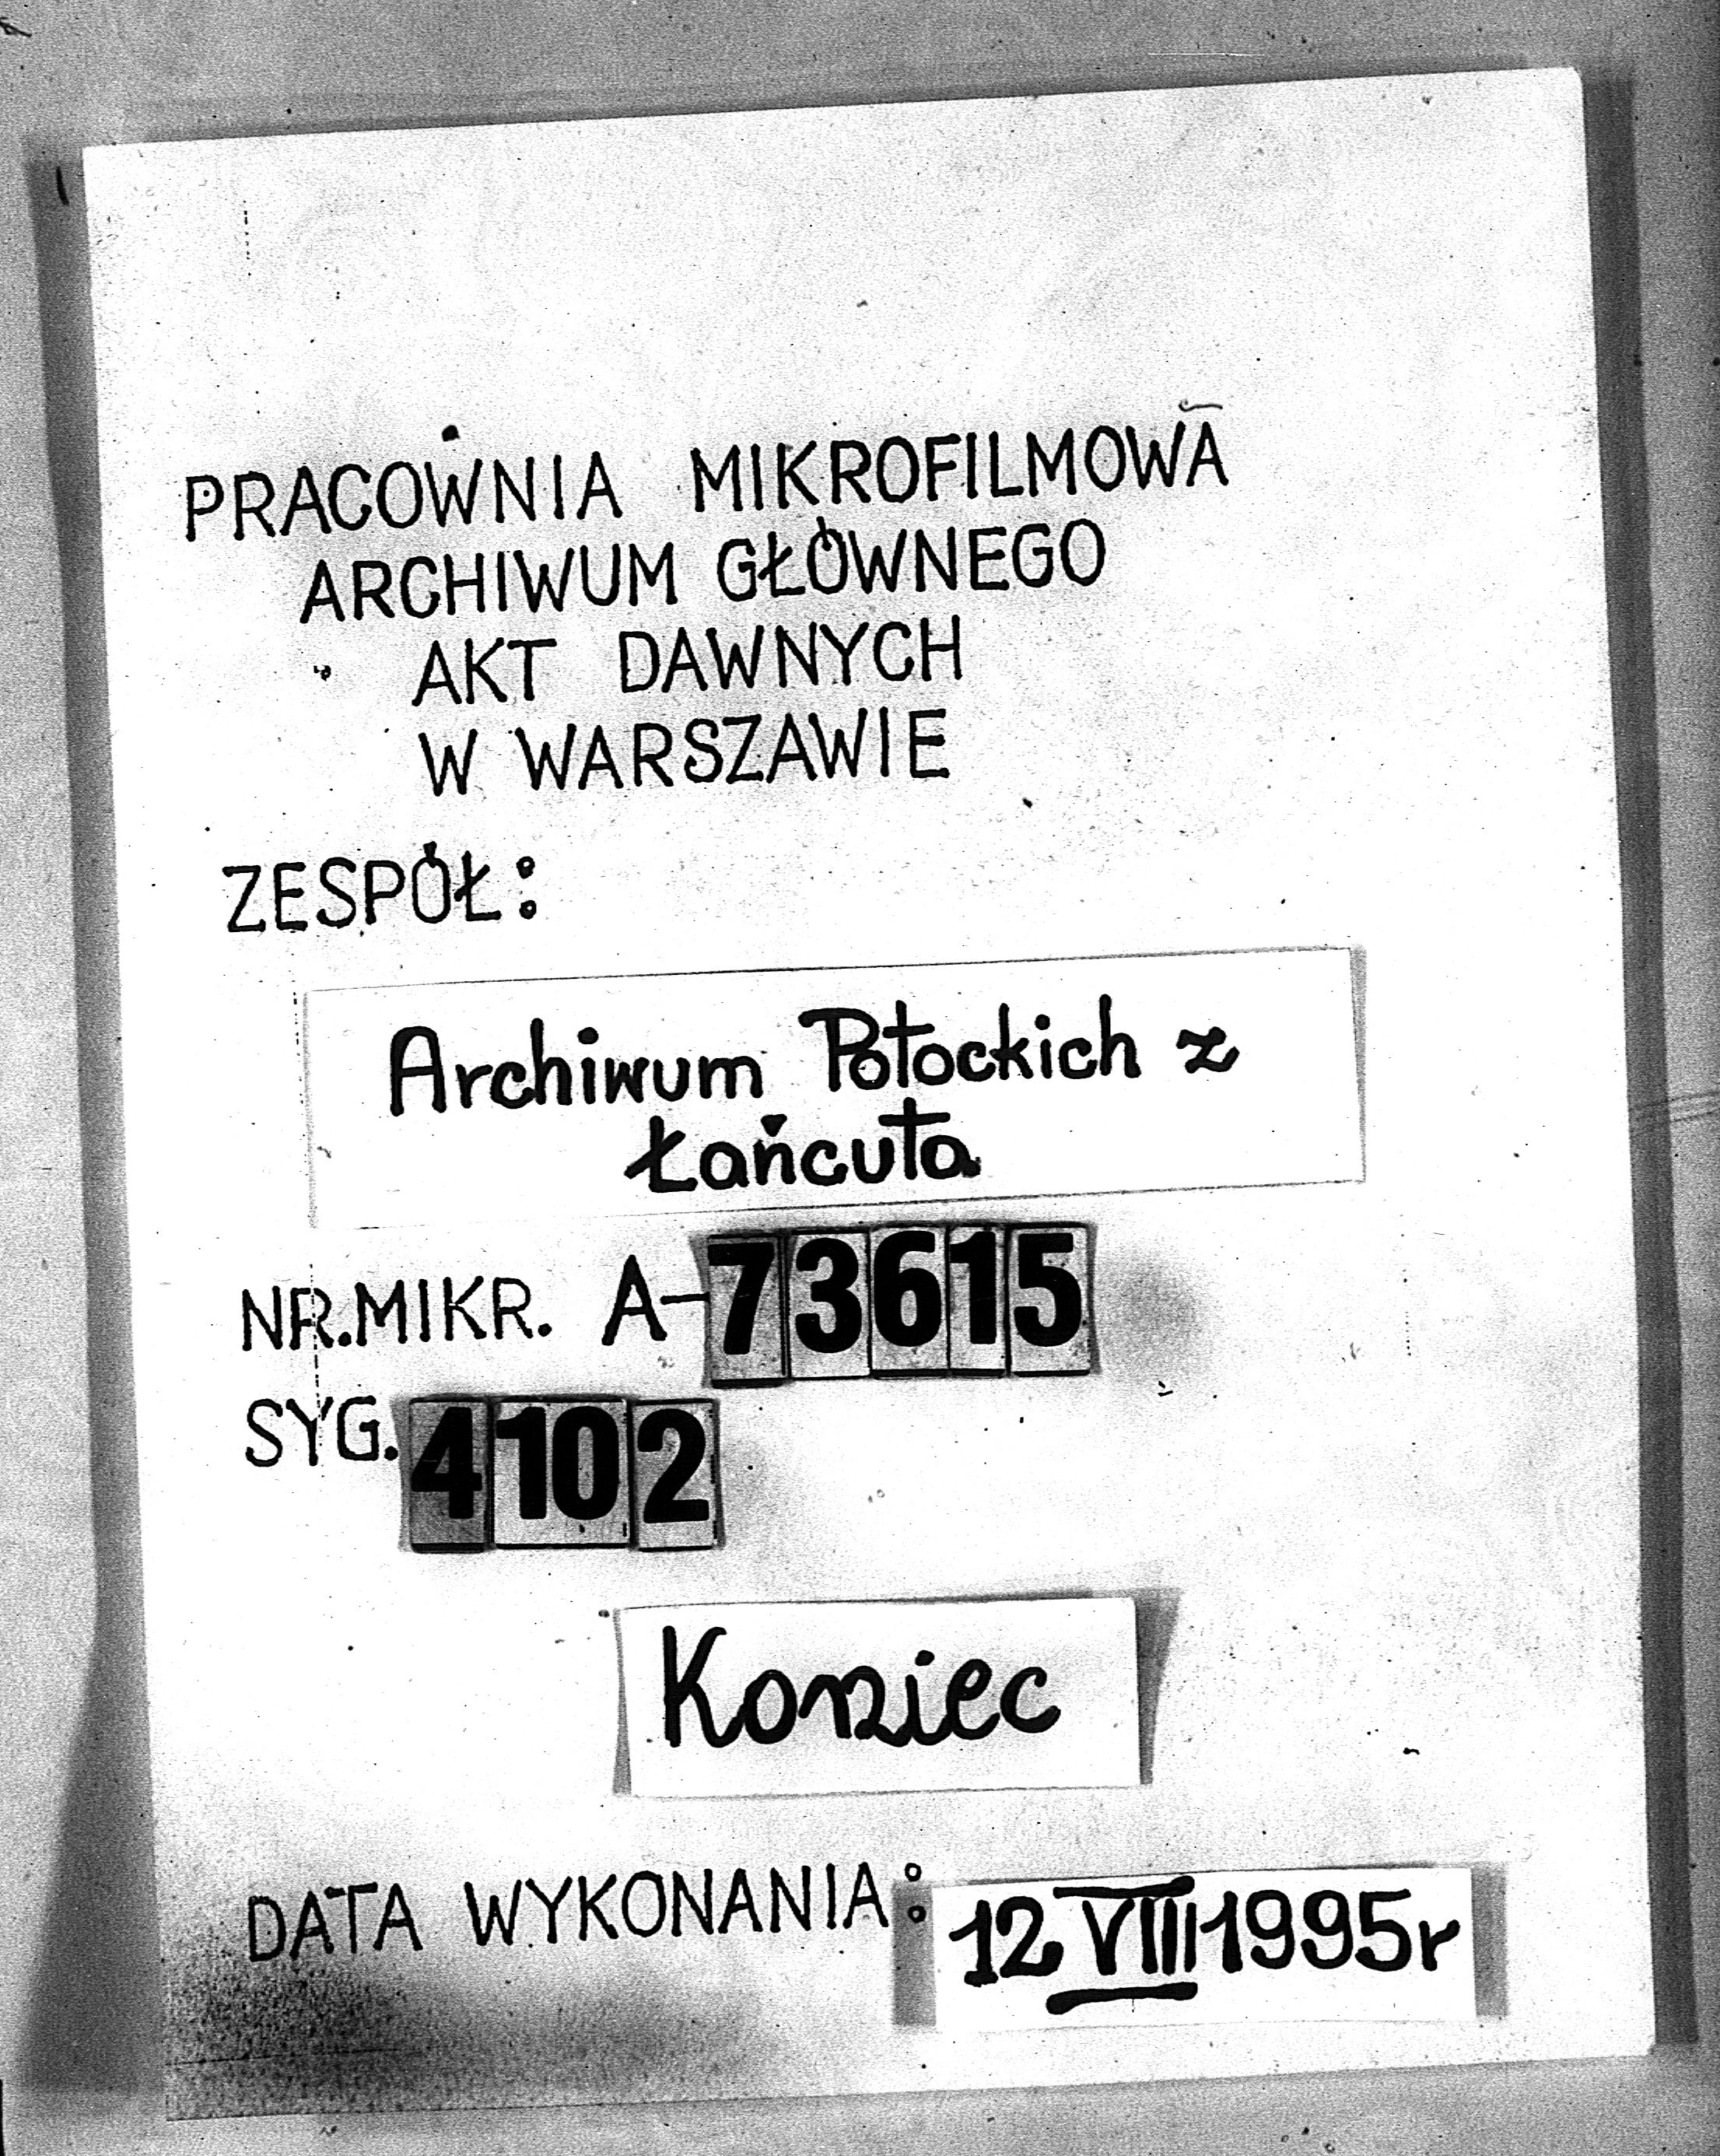 PRACOWNIA MIKROFILMOWA
ARCHIWUM GŁÓWNEGO
AKT DAWNYCH
W WARSZAWIE
ZESPÓŁ:
Archiwum Potockich z
Łańcuta
NR.MIKR. A-73615
SYG. 4102
Koniec
DATA WYKONANIA: 12 VIII 1995r